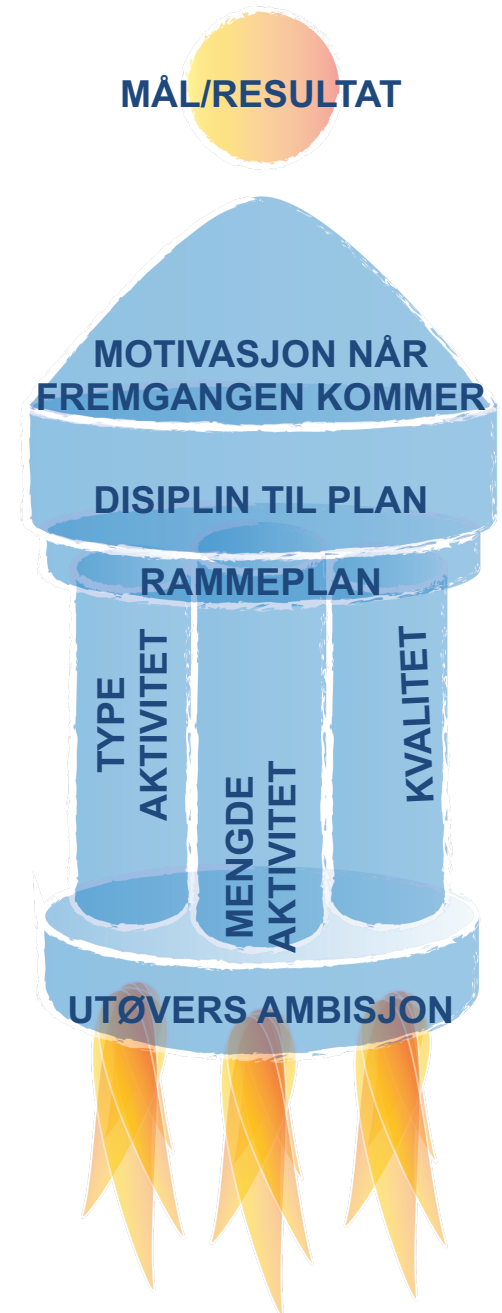 MÅL/RESULTAT
MOTIVASJON NÅR
FREMGANGEN KOMMER
DISIPLIN TIL PLAN
RAMMEPLAN
TYPE
AKTIVITET
MENGDE
AKTIVITET
KVALITET
UTØVERS AMBISJON